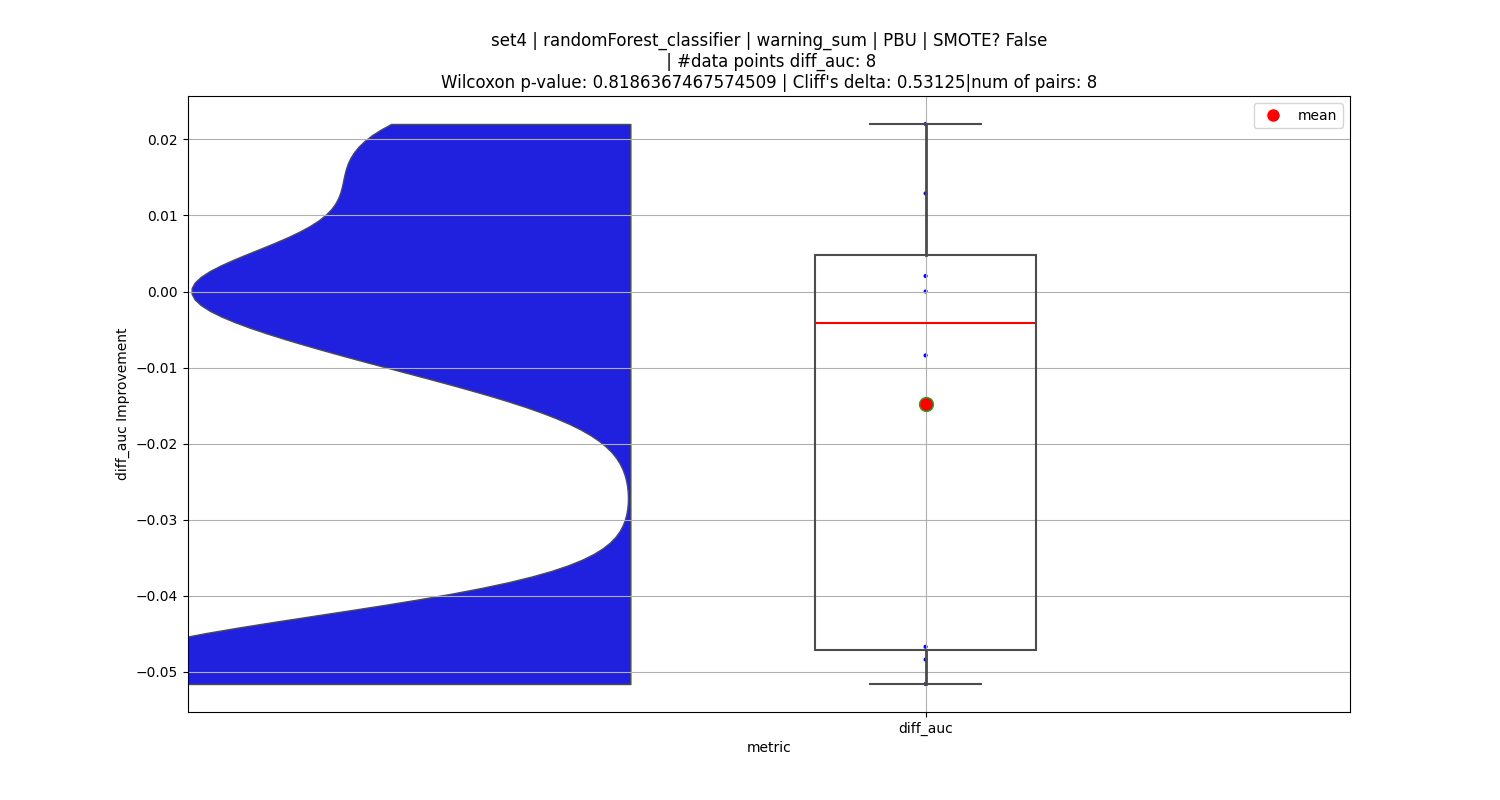 set4 | randomForest_classifier | warning_sum | PBU | SMOTE? False
| #data points diff_auc: 8
Wilcoxon p-value: 0.8186367467574509 | Cliff's delta: 0.53125|num of pairs: 8
mean
0.02
0.01
0.00
−0.01
−0.02
−0.03
−0.04
−0.05
diff_auc Improvement
diff_auc
metric